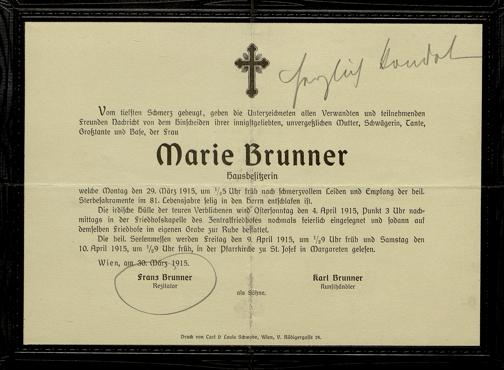 herzlich
Vom tiefsten Schmerz gebeugt, geben die Unterzeichneten allen Verwandten und teilnehmenden
Freunden Nachricht von dem Hinscheiden ihrer innigstgeliebten, unvergeßlichen Mutter, Schwägerin, Tante,
Großtante und Base, der Frau
Marie Brunner
Hausbesitzerin
welche Montag den 29. März 1915, um ½5 Uhr früh nach schmerzvollem Leiden und Empfang der heil.
Sterbesakramente im 81. Lebensjahre selig in den Herrn entschlafen ist.
Die irdische Hülle der teuren Verblichenen wird Ostersonntag den 4. April 1915, Punkt 3 Uhr nach-
mittags in der Friedhofskapelle des Zentralfriedhofes nochmals feierlich eingesegnet und sodann auf
demselben Friedhofe im eigenen Grabe zur Ruhe bestattet.
Die heil. Seelenmessen werden Freitag den 9. April 1915, um ½9 Uhr früh und Samstag den
10. April 1915, um ½9 Uhr früh, in der Pfarrkirche zu St. Josef in Margareten gelesen.
Wien, am 30. März 1915.
Franz Brunner
Rezitator
Karl Brunner
Kunsthändler
als Söhne.
Druck von Carl & Louis Schwohn, Wien, V. Rüdigergasse 24.